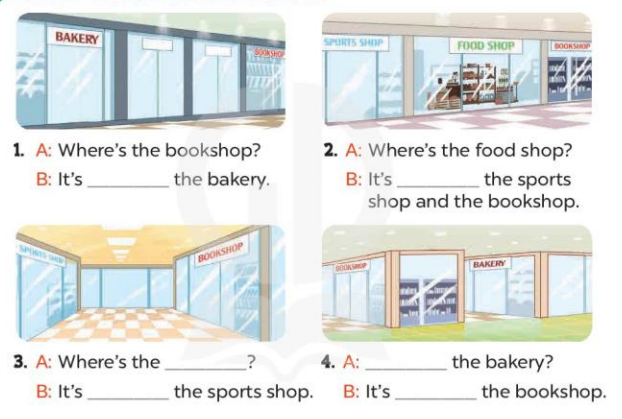 BAKERY
BOOKSHOP
SPORTS SHOP
FOOD SHOP
BOOKSHOP
1. A: Where's the bookshop?
B: It's ________ the bakery.
2. A: Where's the food shop?
B: It's ________ the sports
shop and the bookshop.
SPORTS SHOP
BOOKSHOP
BOOKSHOP
BAKERY
3. A: Where's the ________?
B: It's ________ the sports shop.
4. A: ________ the bakery?
B: It's ________ the bookshop.